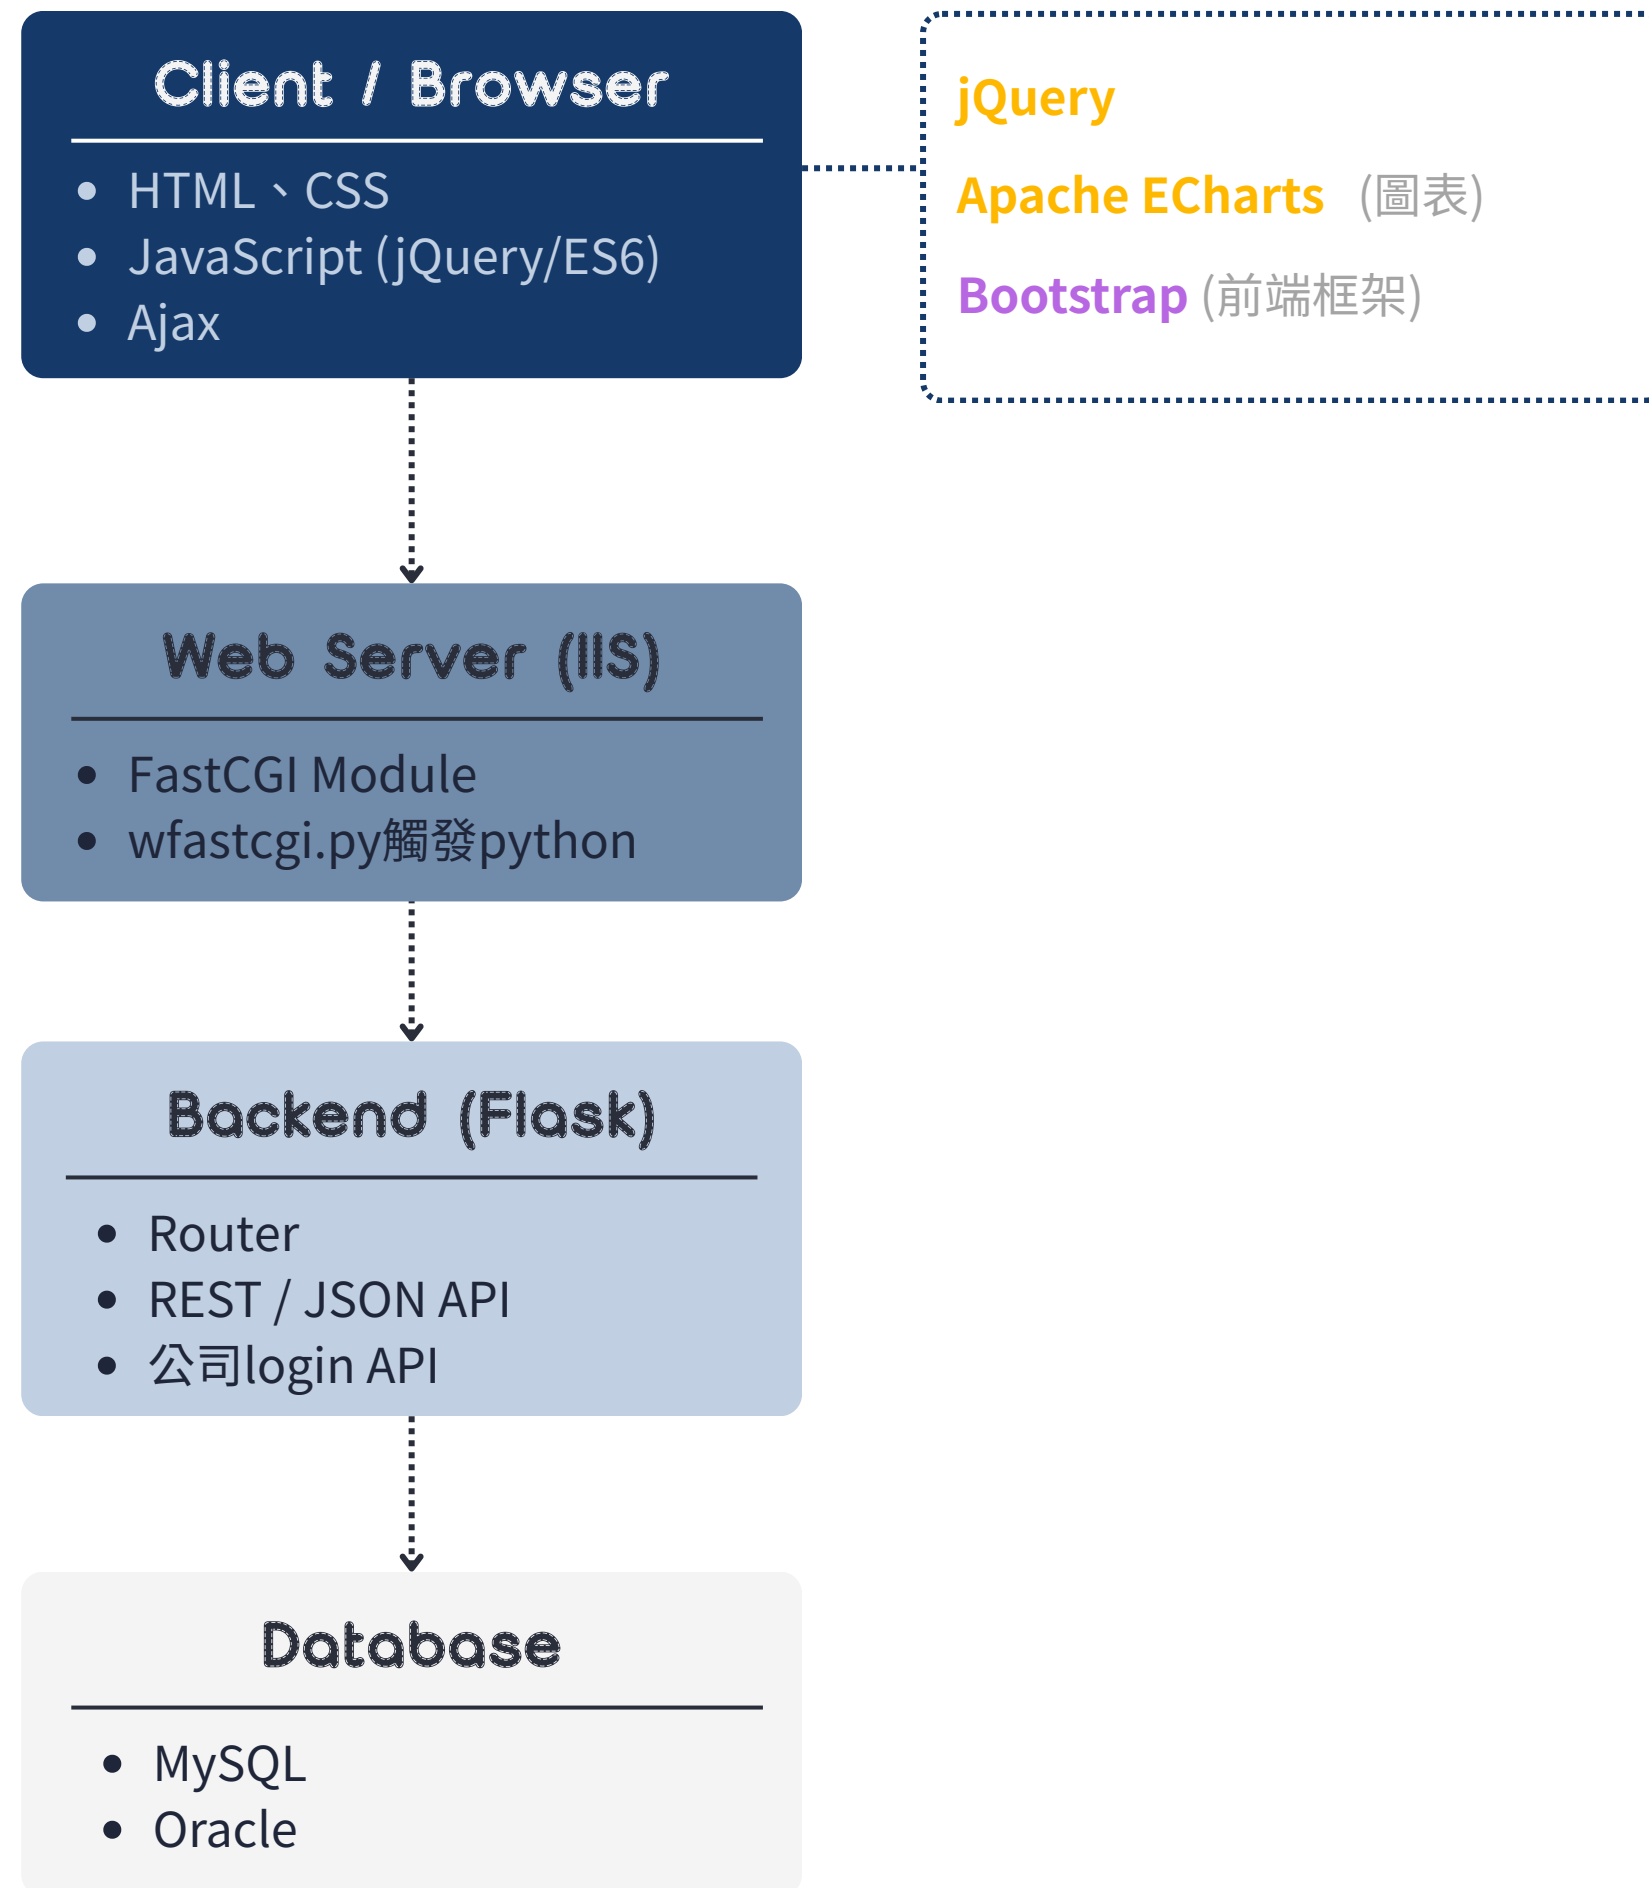 Client / Browser
HTML、CSS
JavaScript (jQuery/ES6)
Ajax
jQuery
Apache ECharts (圖表)
Bootstrap (前端框架)
Web Server (IIS)
FastCGI Module
wfastcgi.py觸發python
Backend (Flask)
Router
REST / JSON API
公司login API
Database
MySQL
Oracle